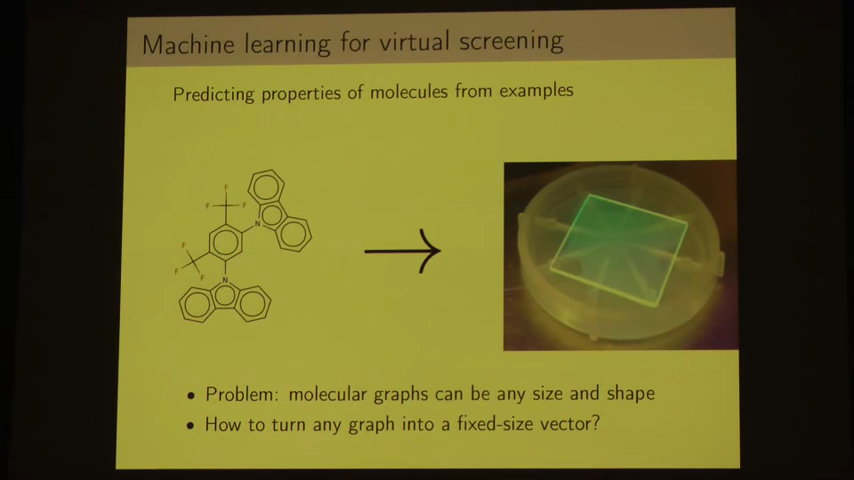 Machine learning for virtual screening
Predicting properties of molecules from examples
F
F
F
N
F
F
F
N
• Problem: molecular graphs can be any size and shape
• How to turn any graph into a fixed-size vector?